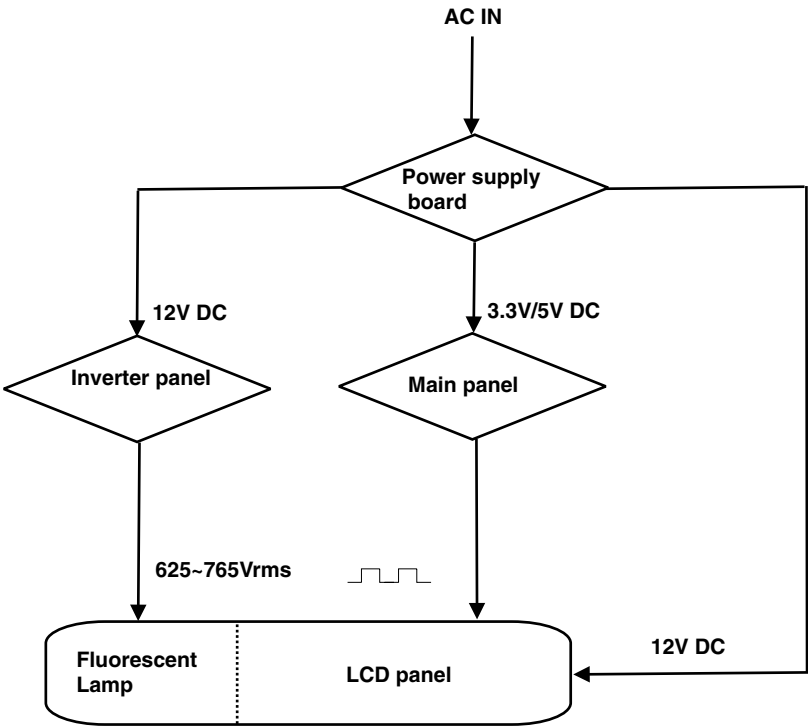 AC IN
Power supply
board
12V DC
3.3V/5V DC
Inverter panel
Main panel
625~765Vrms
12V DC
Fluorescent
Lamp
LCD panel